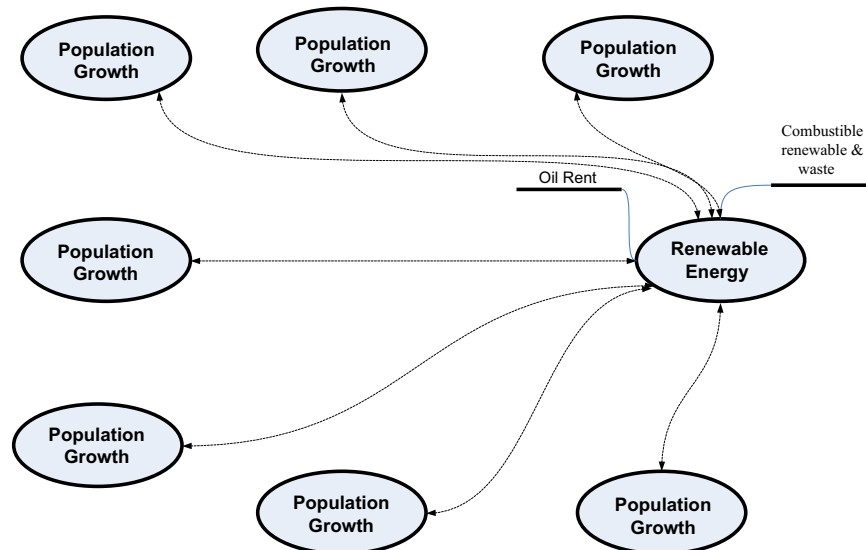 Population
Growth
Population
Growth
Population
Growth
Combustible
renewable &
waste
Oil Rent
Population
Growth
Renewable
Energy
Population
Growth
Population
Growth
Population
Growth